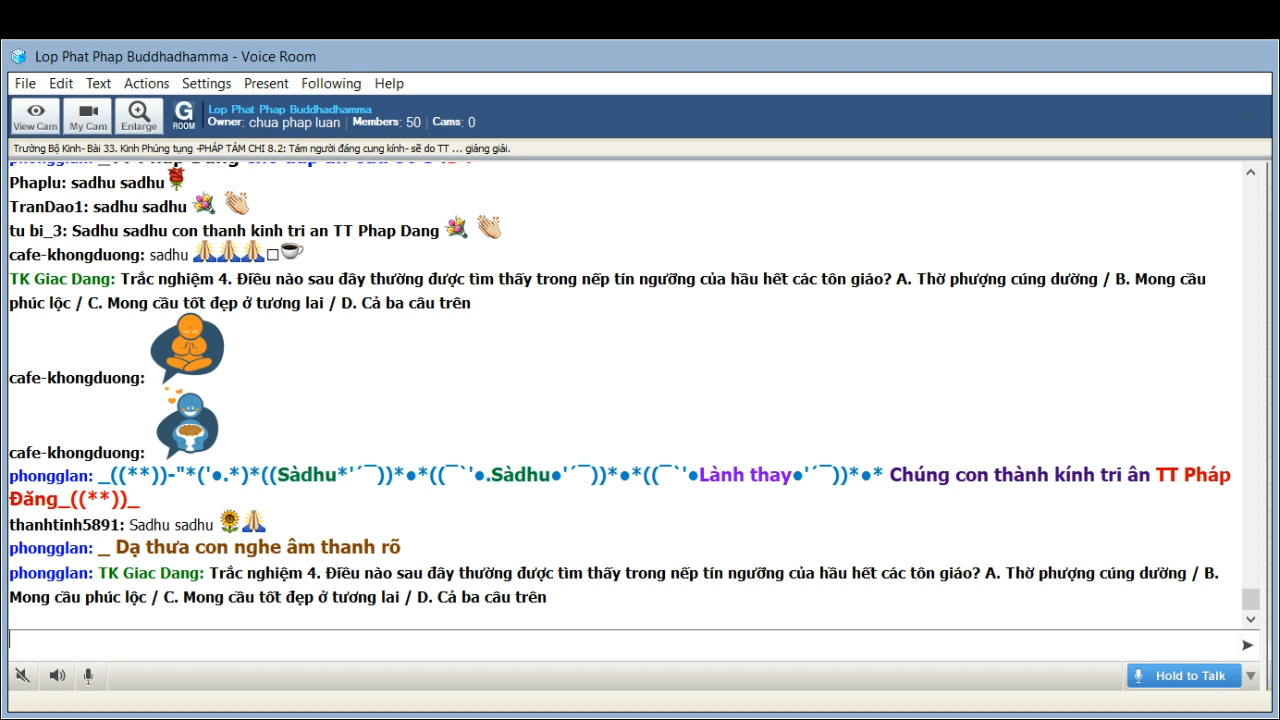 Lop Phat Phap Buddhadhamma - Voice Room
File Edit Text Actions Settings Present Following Help
View Cam My Cam Enlarge G ROOM Lop Phat Phap Buddhadhamma
Owner: chua phap luan | Members: 50 | Cams: 0
Trường Bộ Kinh- Bài 33. Kinh Phúng tụng -PHÁP TÁM CHI 8.2: Tám người đáng cung kính- sẽ do TT ... giảng giải.
Phaplu: sadhu sadhu
TranDao1: sadhu sadhu
tu bi_3: Sadhu sadhu con thanh kinh tri an TT Phap Dang
cafe-khongduong: sadhu
TK Giac Dang: Trắc nghiệm 4. Điều nào sau đây thường được tìm thấy trong nếp tín ngưỡng của hầu hết các tôn giáo? A. Thờ phượng cúng dường / B. Mong cầu
phúc lộc / C. Mong cầu tốt đẹp ở tương lai / D. Cả ba câu trên
cafe-khongduong:
cafe-khongduong:
phongglan: _((**))-"*('●.*)*((Sàdhu*'´¯))*●*((¯`'●.Sàdhu●'´¯))*●*((¯`'●Lành thay●'´¯))*●* Chúng con thành kính tri ân TT Pháp
Đăng_((**))_
thanhtinh5891: Sadhu sadhu
phongglan: _ Dạ thưa con nghe âm thanh rõ
phongglan: TK Giac Dang: Trắc nghiệm 4. Điều nào sau đây thường được tìm thấy trong nếp tín ngưỡng của hầu hết các tôn giáo? A. Thờ phượng cúng dường / B.
Mong cầu phúc lộc / C. Mong cầu tốt đẹp ở tương lai / D. Cả ba câu trên
Hold to Talk